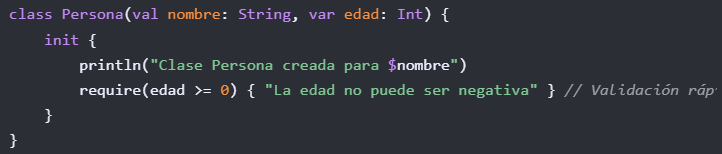 class Persona(val nombre: String, var edad: Int) {
    init {
        println("Clase Persona creada para $nombre")
        require(edad >= 0) { "La edad no puede ser negativa" } // Validación
    }
}